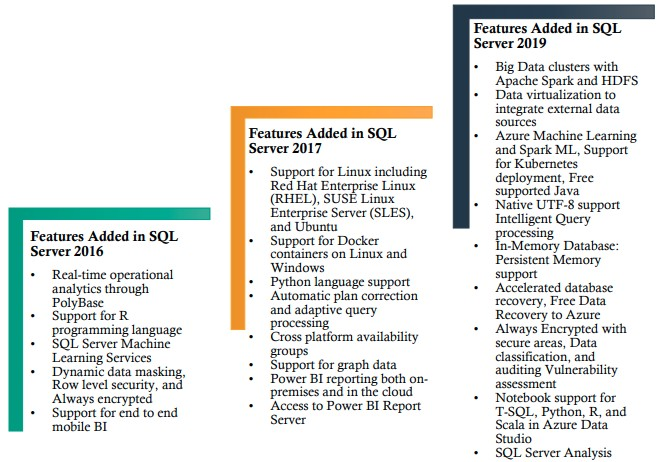 Features Added in SQL
Server 2016
• Real-time operational
analytics through
PolyBase
• Support for R
programming language
• SQL Server Machine
Learning Services
• Dynamic data masking,
Row level security, and
Always encrypted
• Support for end to end
mobile BI
Features Added in SQL
Server 2017
• Support for Linux including
Red Hat Enterprise Linux
(RHEL), SUSE Linux
Enterprise Server (SLES),
and Ubuntu
• Support for Docker
containers on Linux and
Windows
• Python language support
• Automatic plan correction
and adaptive query
processing
• Cross platform availability
groups
• Support for graph data
• Power BI reporting both on-
premises and in the cloud
• Access to Power BI Report
Server
Features Added in SQL
Server 2019
• Big Data clusters with
Apache Spark and HDFS
• Data virtualization to
integrate external data
sources
• Azure Machine Learning
and Spark ML, Support
for Kubernetes
deployment, Free
supported Java
• Native UTF-8 support
Intelligent Query
processing
• In-Memory Database:
Persistent Memory
support
• Accelerated database
recovery, Free Data
Recovery to Azure
• Always Encrypted with
secure areas, Data
classification, and
auditing Vulnerability
assessment
• Notebook support for
T-SQL, Python, R, and
Scala in Azure Data
Studio
• SQL Server Analysis